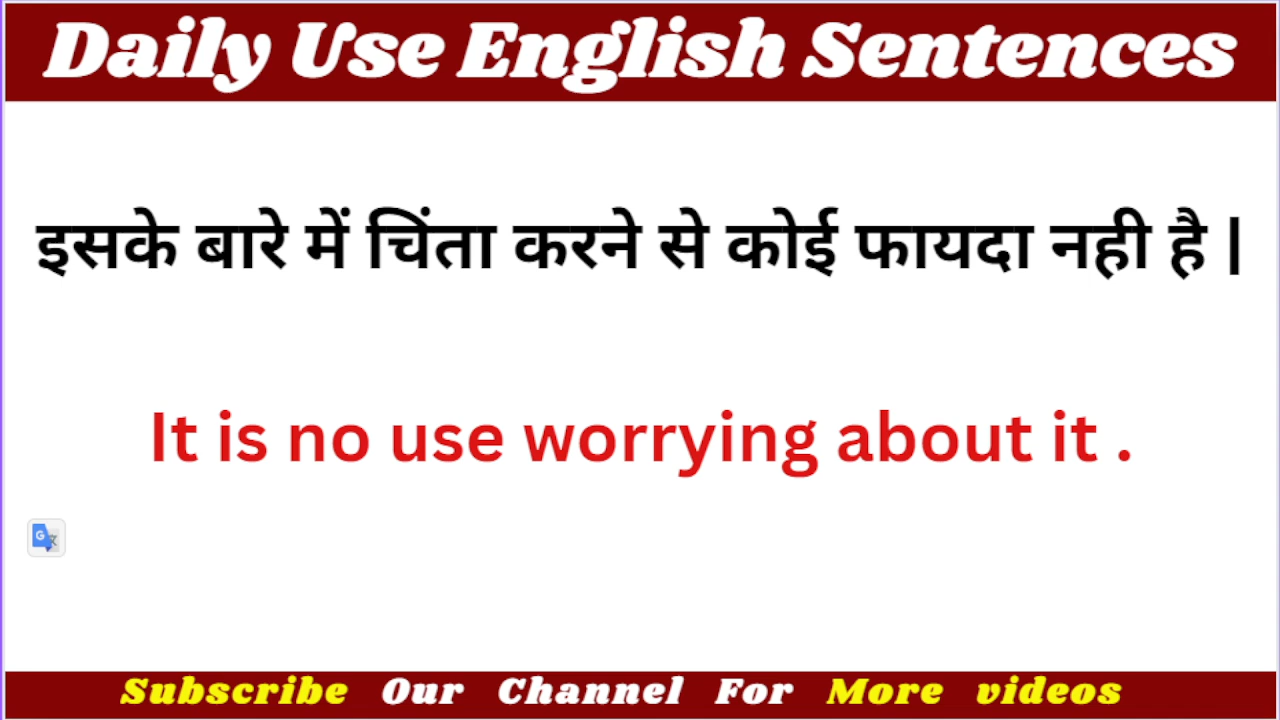 Daily Use English Sentences
इसके बारे में चिंता करने से कोई फायदा नही है |
It is no use worrying about it .
G
Subscribe Our Channel For More videos